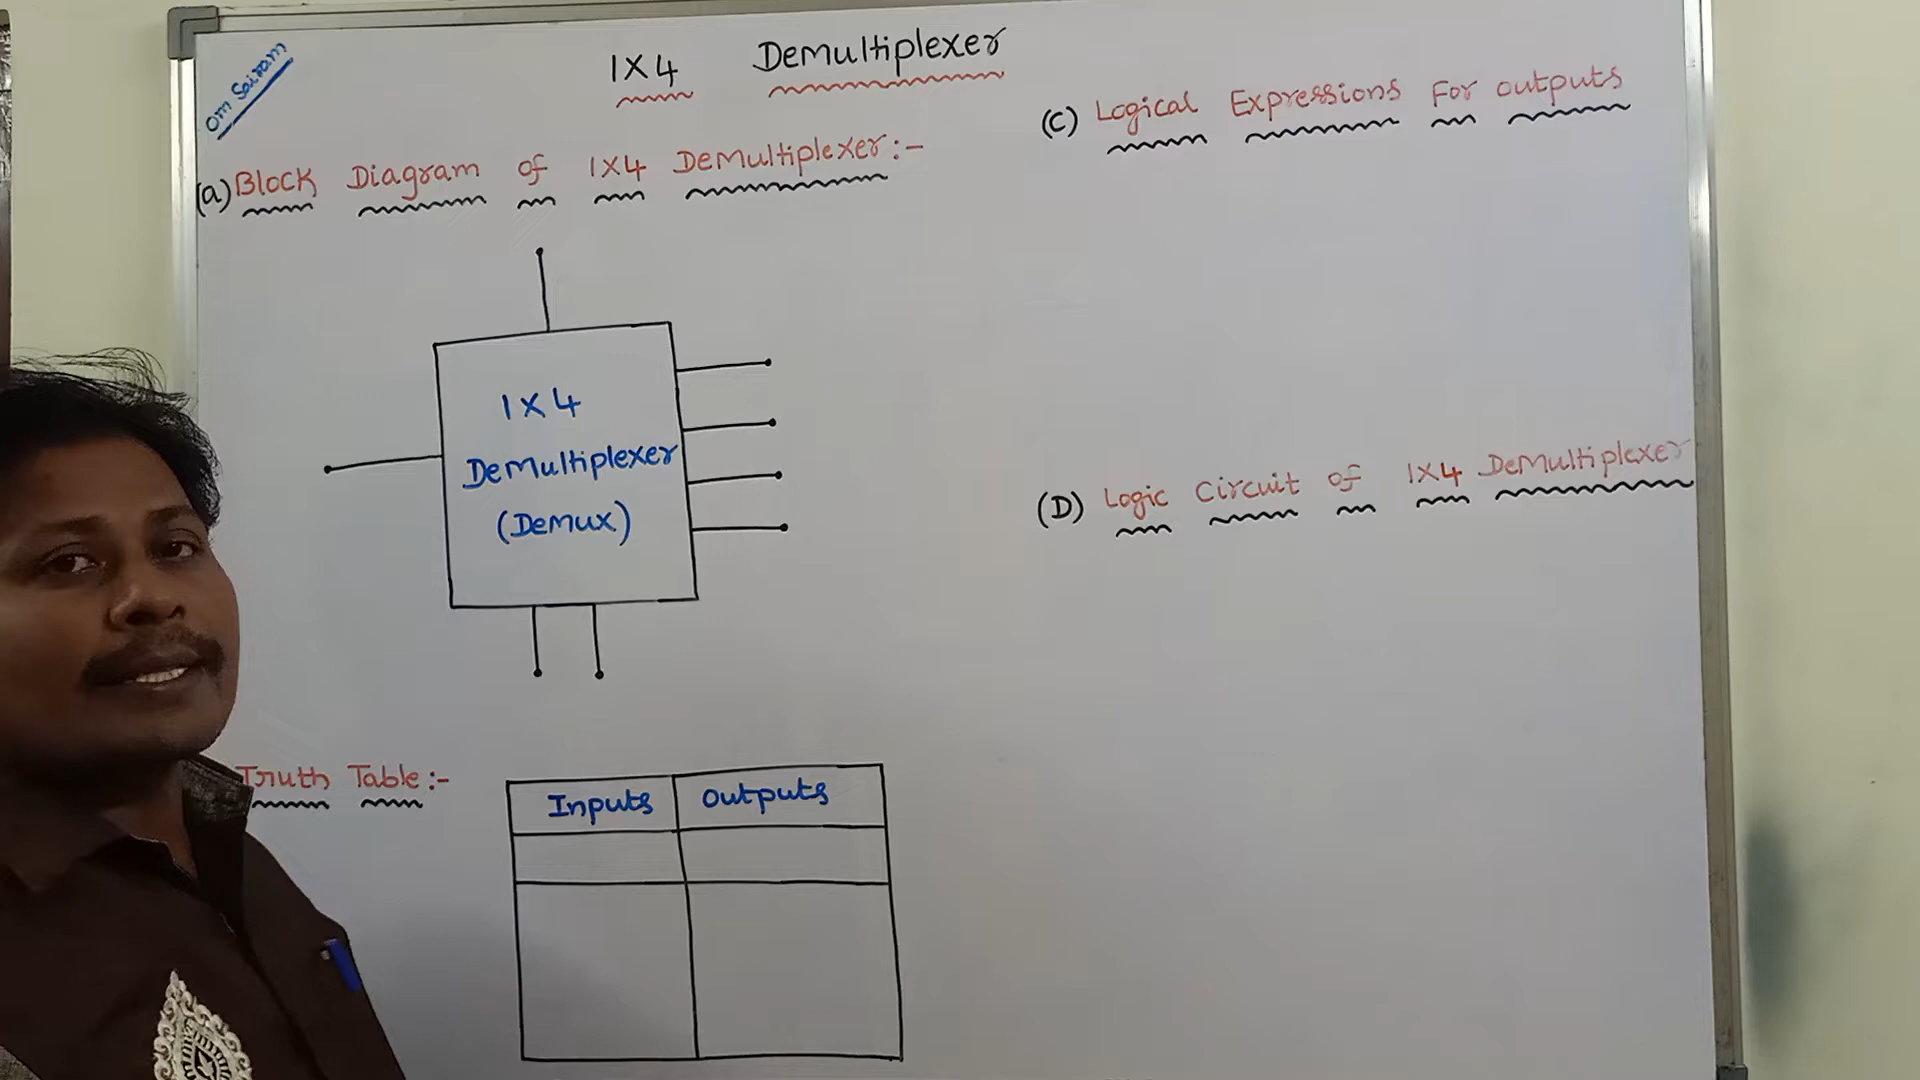 Om Sairam
1X4 Demultiplexer
(a) Block Diagram of 1X4 Demultiplexer:-
1X4
Demultiplexer
(Demux)
Truth Table:-
Inputs Outputs
(C) Logical Expressions For outputs
(D) Logic Circuit of 1X4 Demultiplexer